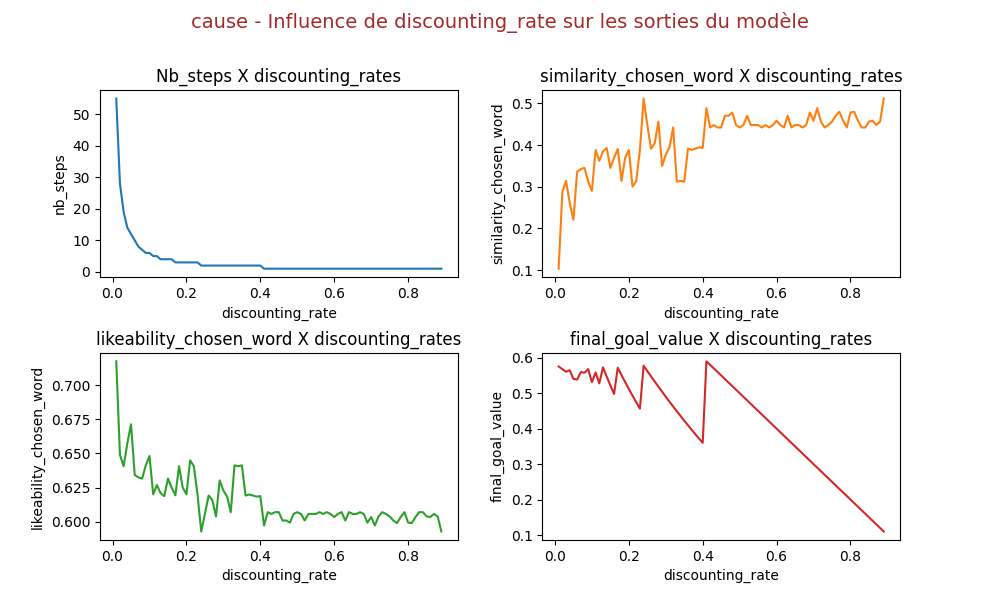 cause - Influence de discounting_rate sur les sorties du modèle
Nb_steps X discounting_rates
nb_steps
50
40
30
20
10
0
0.0 0.2 0.4 0.6 0.8
discounting_rate
similarity_chosen_word X discounting_rates
similarity_chosen_word
0.5
0.4
0.3
0.2
0.1
0.0 0.2 0.4 0.6 0.8
discounting_rate
likeability_chosen_word X discounting_rates
likeability_chosen_word
0.700
0.675
0.650
0.625
0.600
0.0 0.2 0.4 0.6 0.8
discounting_rate
final_goal_value X discounting_rates
final_goal_value
0.6
0.5
0.4
0.3
0.2
0.1
0.0 0.2 0.4 0.6 0.8
discounting_rate